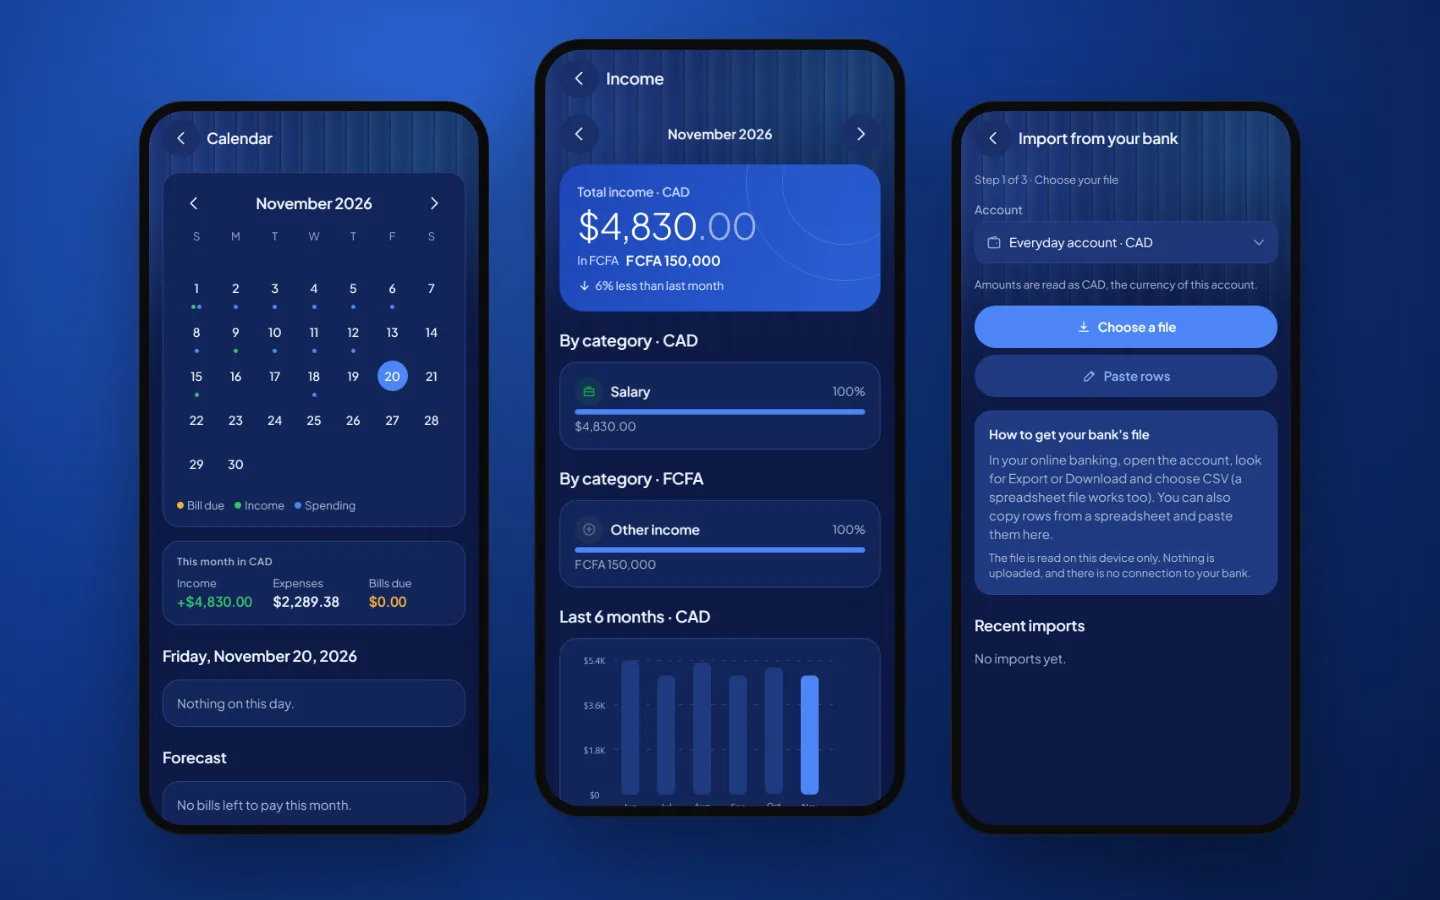 Calendar
November 2026
S M T W T F S
1 2 3 4 5 6 7
8 9 10 11 12 13 14
15 16 17 18 19 20 21
22 23 24 25 26 27 28
29 30
Bill due Income Spending
This month in CAD
Income Expenses Bills due
+$4,830.00 $2,289.38 $0.00
Friday, November 20, 2026
Nothing on this day.
Forecast
No bills left to pay this month.
Income
November 2026
Total income · CAD
$4,830.00
In FCFA FCFA 150,000
6% less than last month
By category · CAD
Salary 100%
$4,830.00
By category · FCFA
Other income 100%
FCFA 150,000
Last 6 months · CAD
$5.4K
$3.6K
$1.8K
$0
Import from your bank
Step 1 of 3 · Choose your file
Account
Everyday account · CAD
Amounts are read as CAD, the currency of this account.
Choose a file
Paste rows
How to get your bank's file
In your online banking, open the account, look
for Export or Download and choose CSV (a
spreadsheet file works too). You can also
copy rows from a spreadsheet and paste
them here.
The file is read on this device only. Nothing is
uploaded, and there is no connection to your bank.
Recent imports
No imports yet.